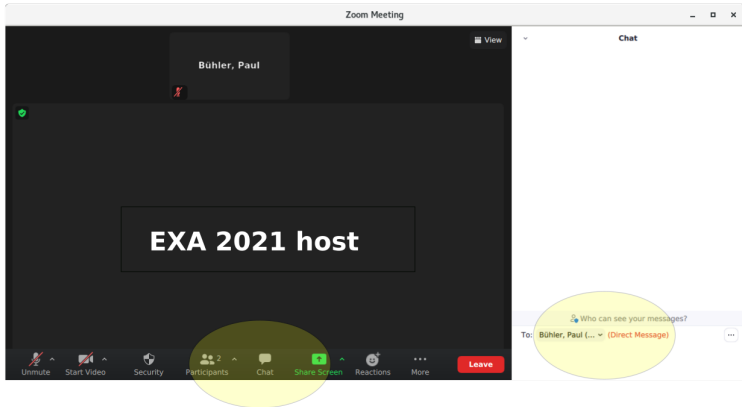 Zoom Meeting
View
Chat
Bühler, Paul
EXA 2021 host
Who can see your messages?
To: Bühler, Paul (... (Direct Message)
2
Unmute Start Video Security Participants Chat Share Screen Reactions More Leave